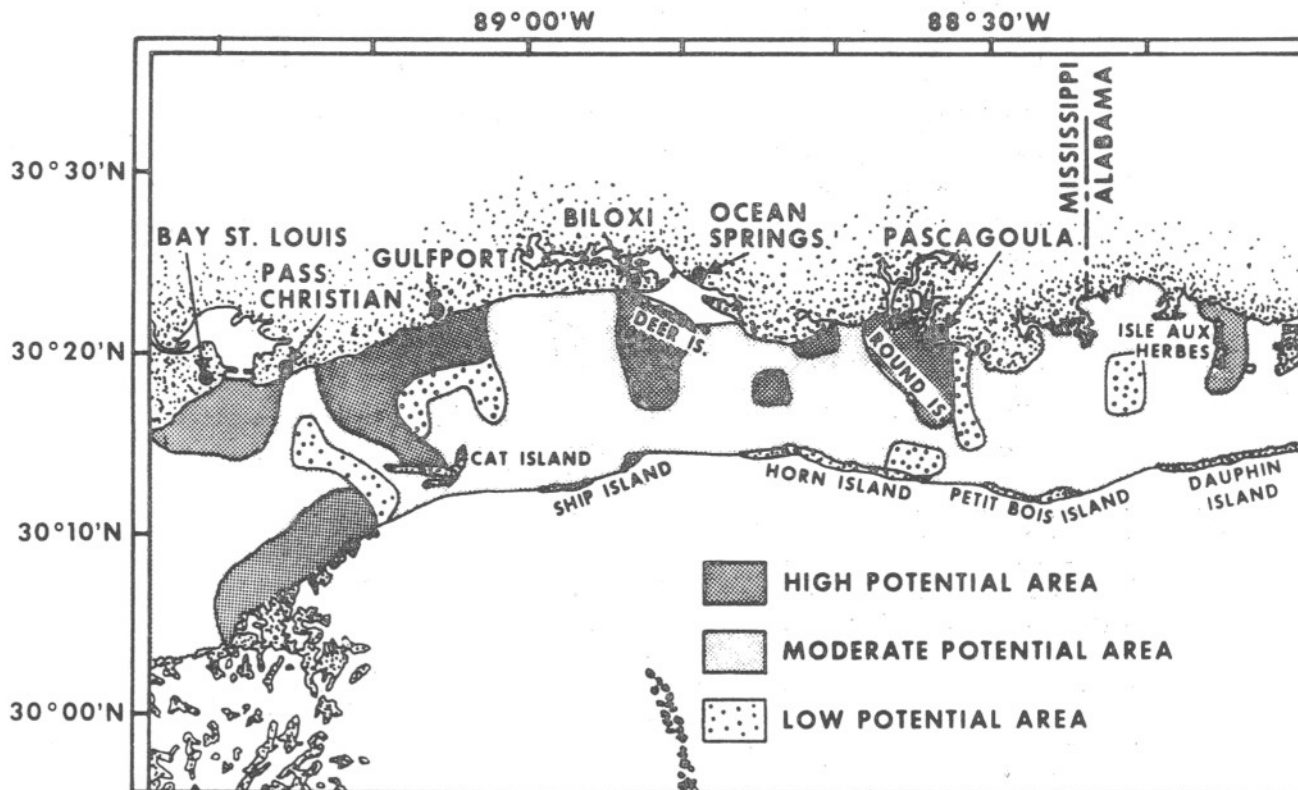 89°00'W
88°30'W
MISSISSIPPI
ALABAMA
30°30'N
BILOXI
OCEAN
SPRINGS
PASCAGOULA
BAY ST. LOUIS
GULFPORT
PASS
CHRISTIAN
30°20'N
DEER IS.
ROUND IS.
ISLE AUX
HERBES
CAT ISLAND
SHIP ISLAND
HORN ISLAND
PETIT BOIS ISLAND
DAUPHIN
ISLAND
30°10'N
HIGH POTENTIAL AREA
MODERATE POTENTIAL AREA
30°00'N
LOW POTENTIAL AREA